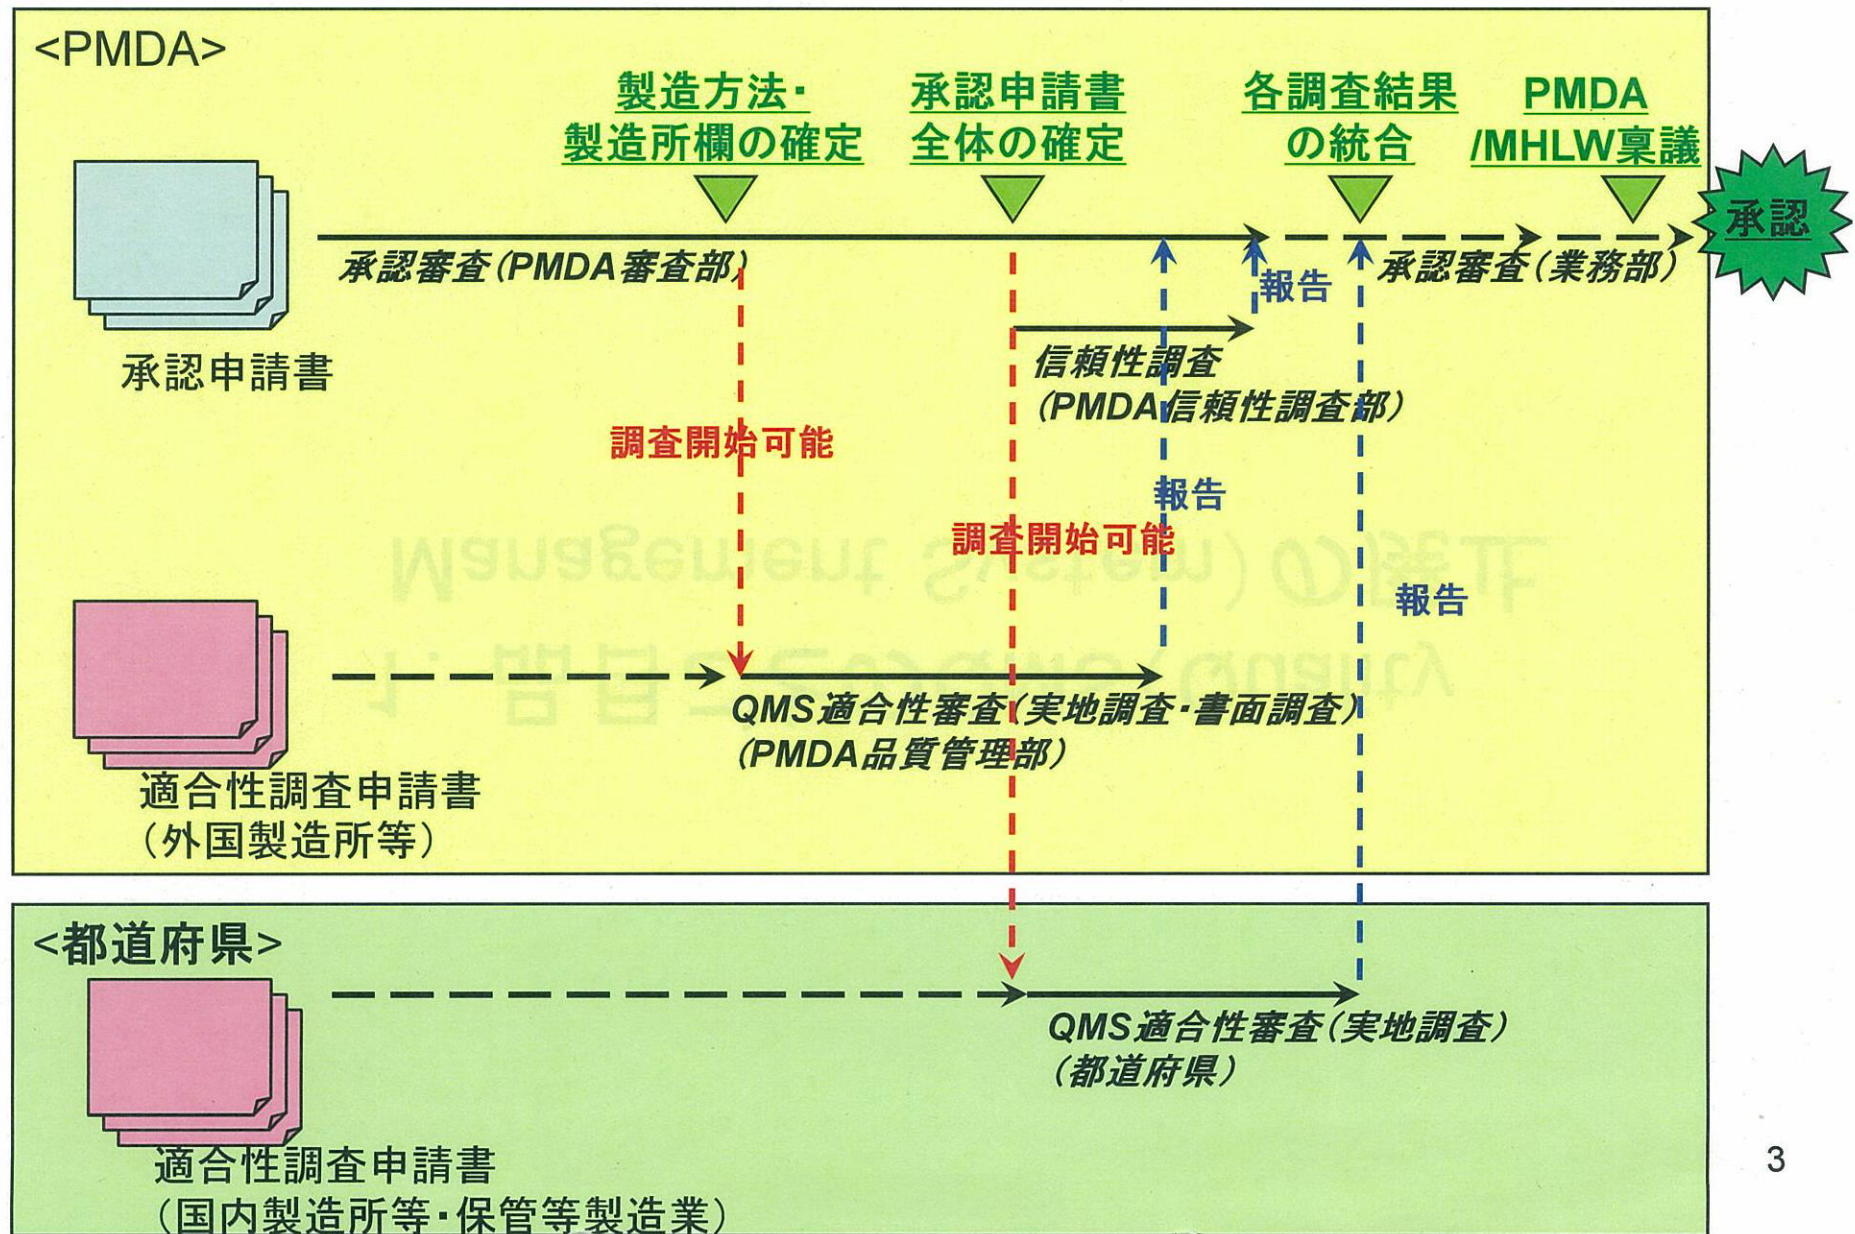 <PMDA>
製造方法・
製造所欄の確定
承認申請書
全体の確定
各調査結果
の統合
PMDA
/MHLW稟議
承認
承認審査(PMDA審査部)
承認審査(業務部)
報告
承認申請書
信頼性調査
(PMDA信頼性調査部)
調査開始可能
報告
調査開始可能
報告
QMS適合性審査(実地調査・書面調査)
(PMDA品質管理部)
適合性調査申請書
(外国製造所等)
<都道府県>
QMS適合性審査(実地調査)
(都道府県)
適合性調査申請書
(国内製造所等・保管等製造業)
3